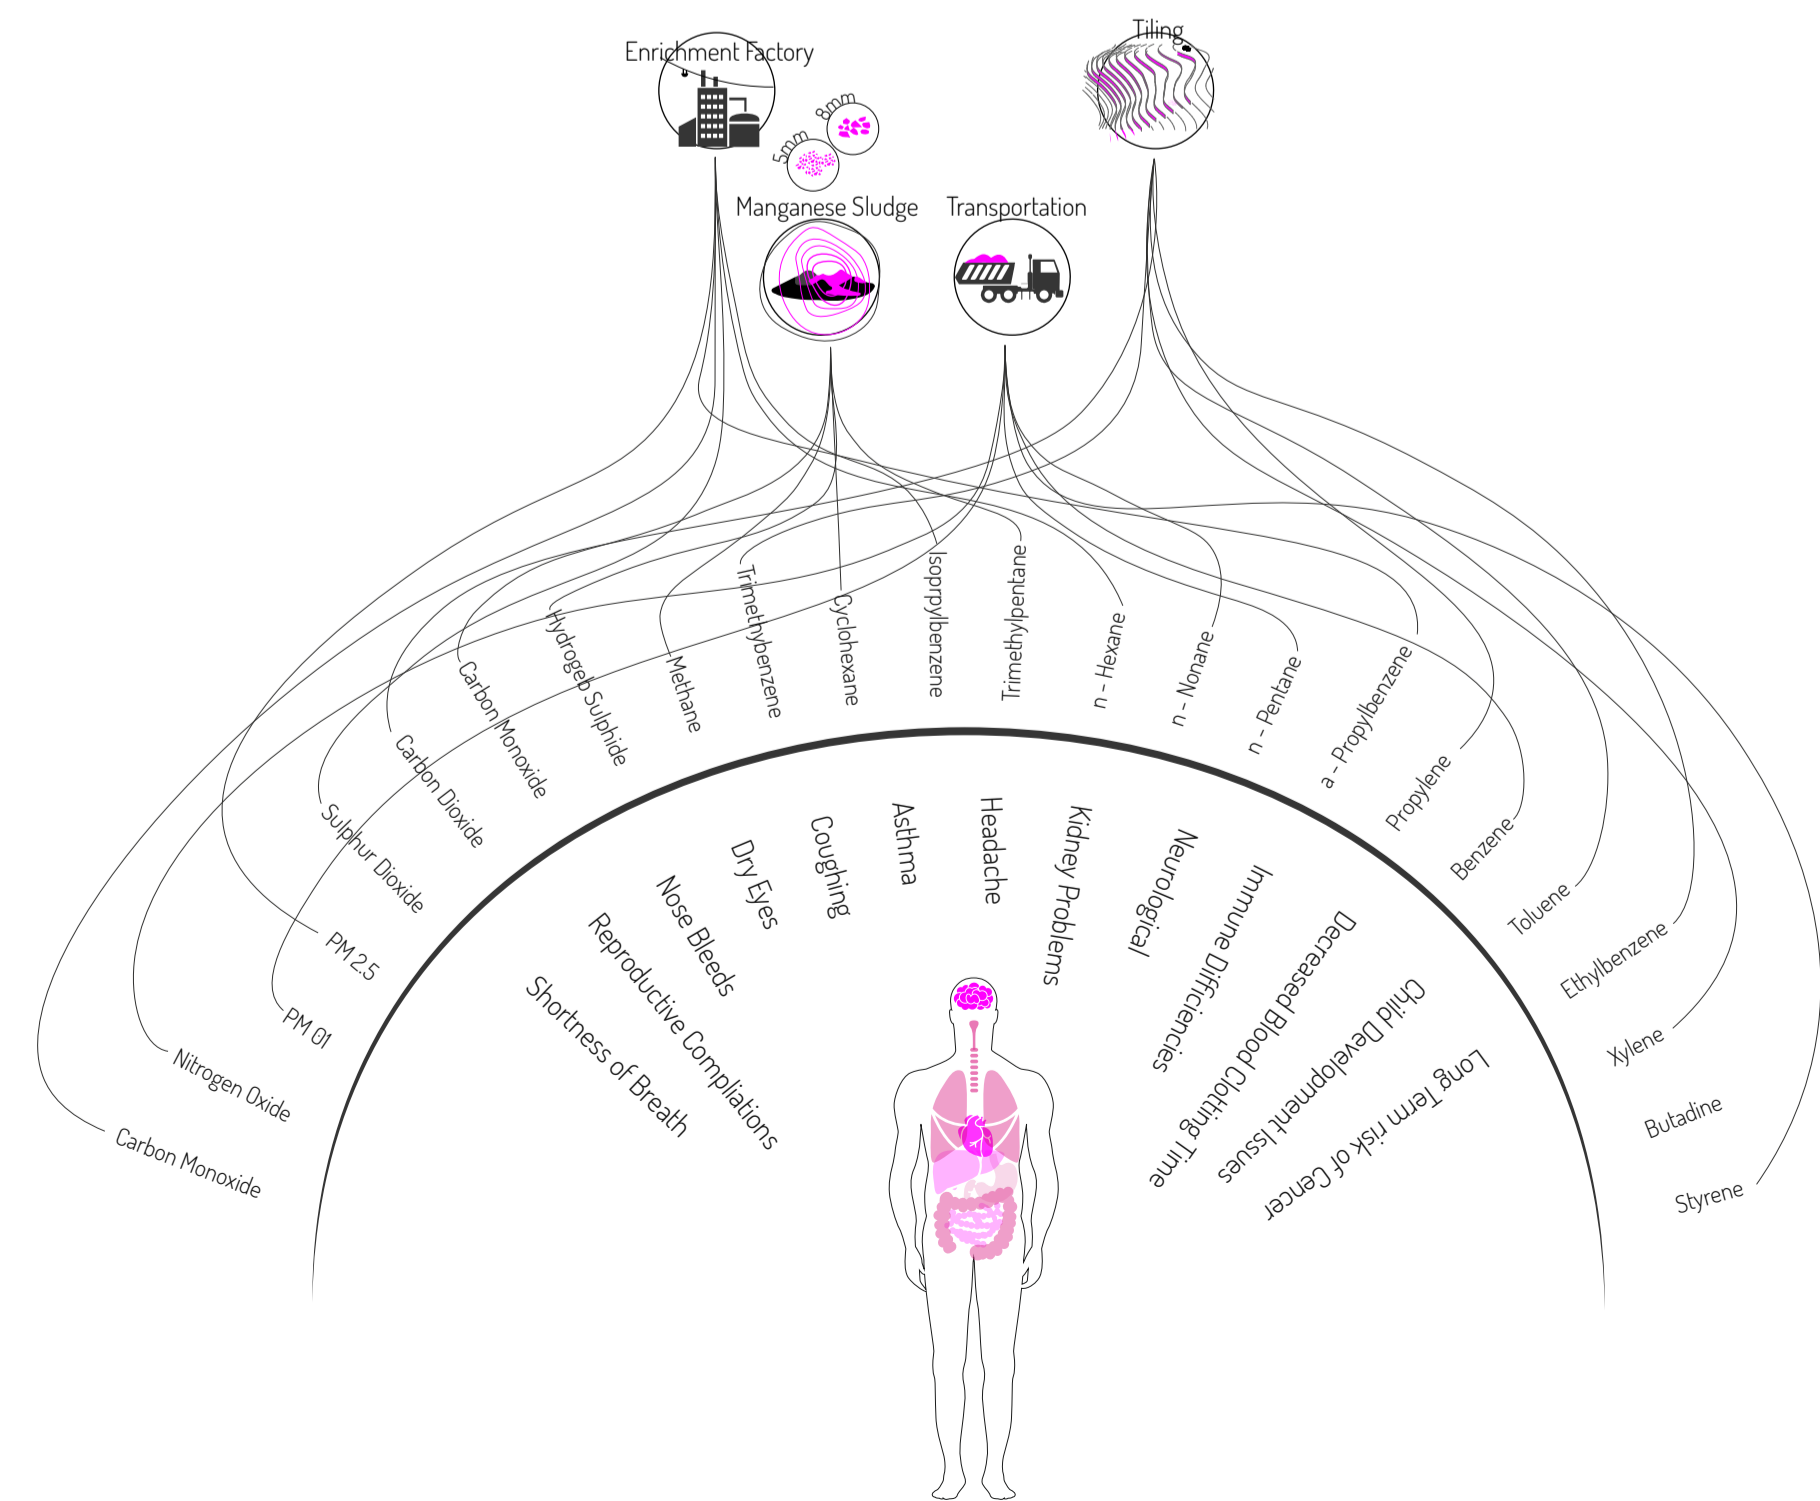 Enrichment Factory
Tiling
8mm
5mm
Manganese Sludge
Transportation
Carbon Monoxide
Nitrogen Oxide
PM 01
PM 2.5
Sulphur Dioxide
Carbon Dioxide
Carbon Monoxide
Hydrogeb Sulphide
Methane
Trimethybenzene
Cyclohexane
Isoprpylbenzene
Trimethylpentane
n - Hexane
n - Nonane
n - Pentane
a - Propylbenzene
Propylene
Benzene
Toluene
Ethylbenzene
Xylene
Butadine
Styrene
Shortness of Breath
Reproductive Compliations
Nose Bleeds
Dry Eyes
Coughing
Asthma
Headache
Kidney Problems
Neurological
Immune Difficiencies
Decreased Blood Clotting Time
Child Development Issues
Long Term risk of Cencer